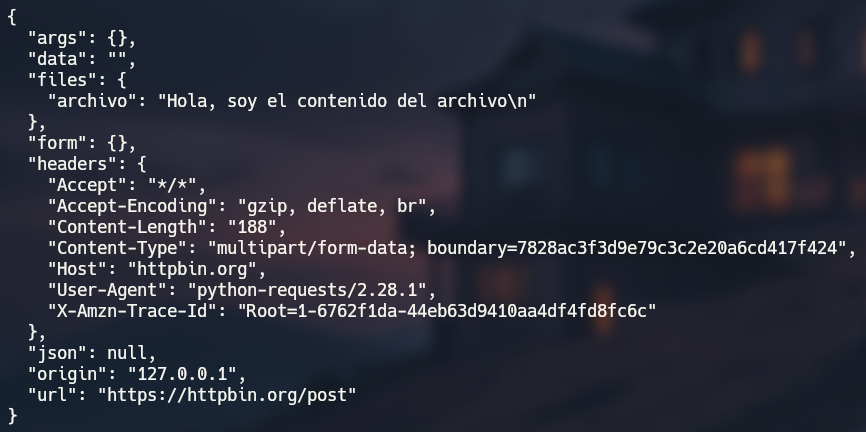 {
  "args": {},
  "data": "",
  "files": {
    "archivo": "Hola, soy el contenido del archivo\n"
  },
  "form": {},
  "headers": {
    "Accept": "*/*",
    "Accept-Encoding": "gzip, deflate, br",
    "Content-Length": "188",
    "Content-Type": "multipart/form-data; boundary=7828ac3f3d9e79c3c2e20a6cd417f424",
    "Host": "httpbin.org",
    "User-Agent": "python-requests/2.28.1",
    "X-Amzn-Trace-Id": "Root=1-6762f1da-44eb63d9410aa4df4fd8fc6c"
  },
  "json": null,
  "origin": "127.0.0.1",
  "url": "https://httpbin.org/post"
}